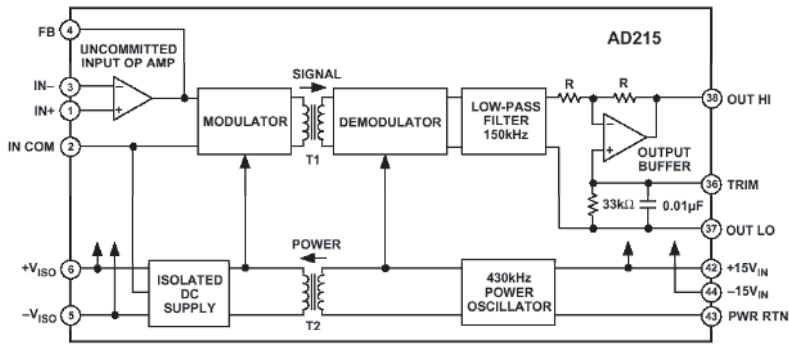 AD215
FB
4
UNCOMMITTED
INPUT OP AMP
IN–
3
–
IN+
1
+
IN COM
2
SIGNAL
MODULATOR
T1
DEMODULATOR
LOW-PASS
FILTER
150kHz
R
R
–
+
OUTPUT
BUFFER
33kΩ
0.01μF
38
OUT HI
36
TRIM
37
OUT LO
POWER
+VISO
6
–VISO
5
ISOLATED
DC
SUPPLY
T2
430kHz
POWER
OSCILLATOR
42
+15VIN
44
–15VIN
43
PWR RTN